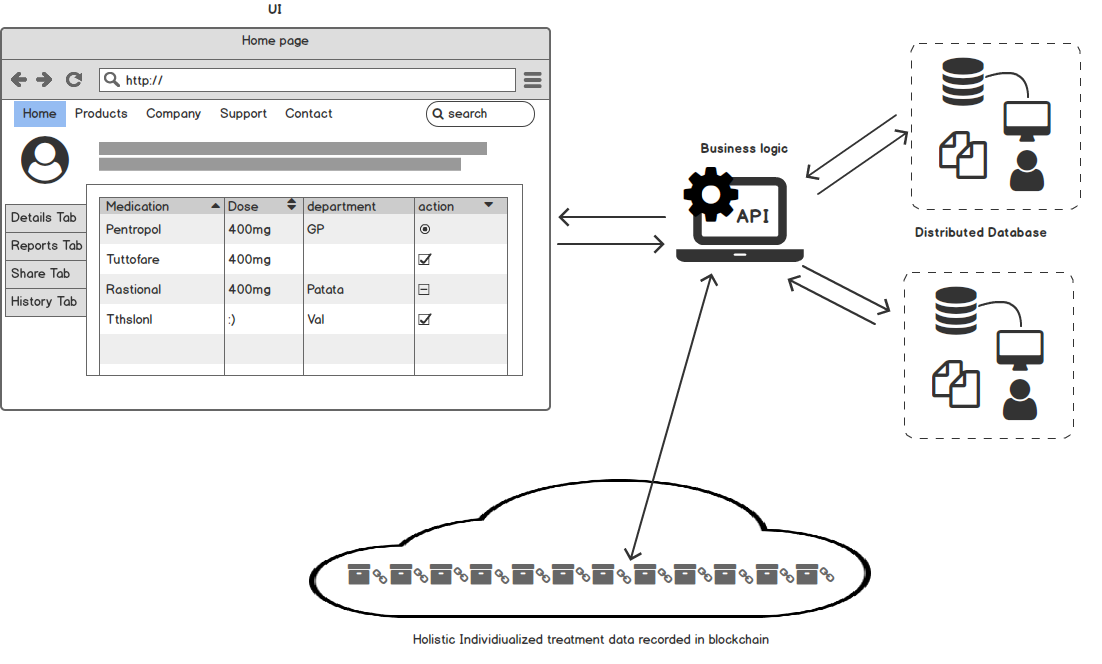 UI
Home page
http://
Home Products Company Support Contact search
Details Tab
Reports Tab
Share Tab
History Tab
Medication Dose department action
Pentropol 400mg GP
Tuttofare 400mg
Rastional 400mg Patata
Tthslonl :) Val
Business logic
API
Distributed Database
Holistic Individiualized treatment data recorded in blockchain